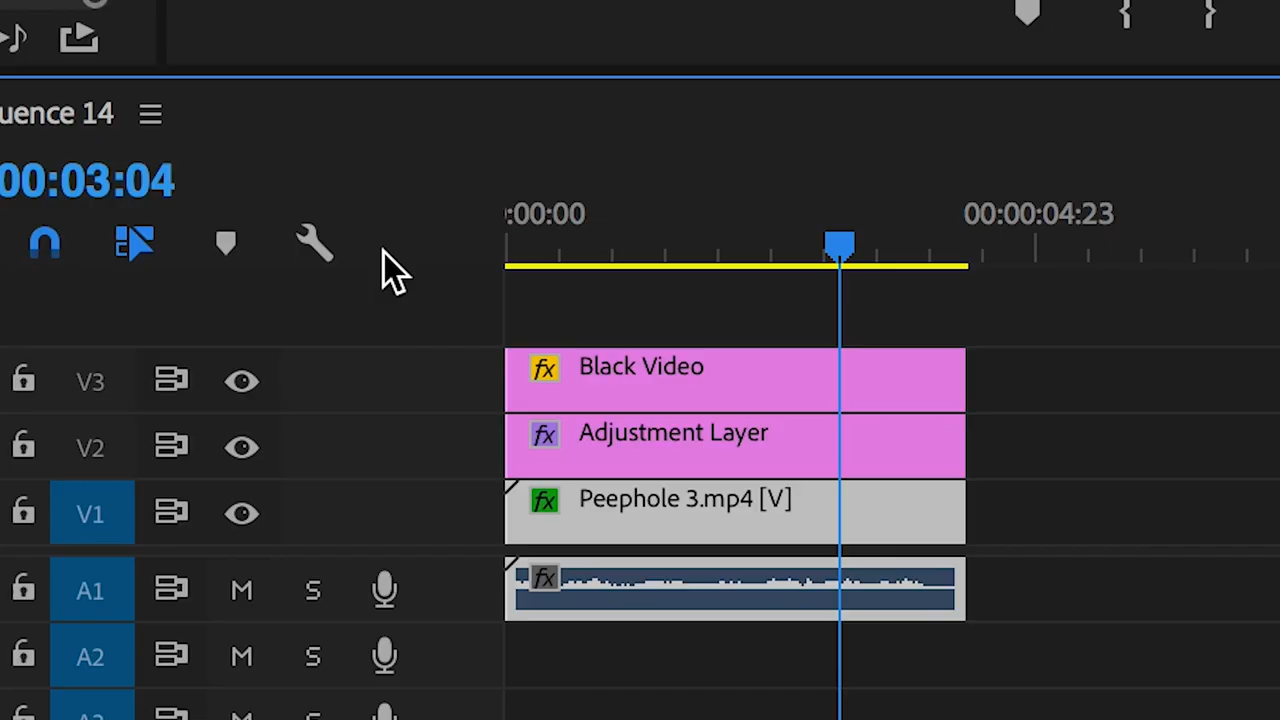 uence 14
00:03:04
:00:00
00:00:04:23
V3
fx Black Video
V2
fx Adjustment Layer
V1
fx Peephole 3.mp4 [V]
A1 M S
fx
A2 M S